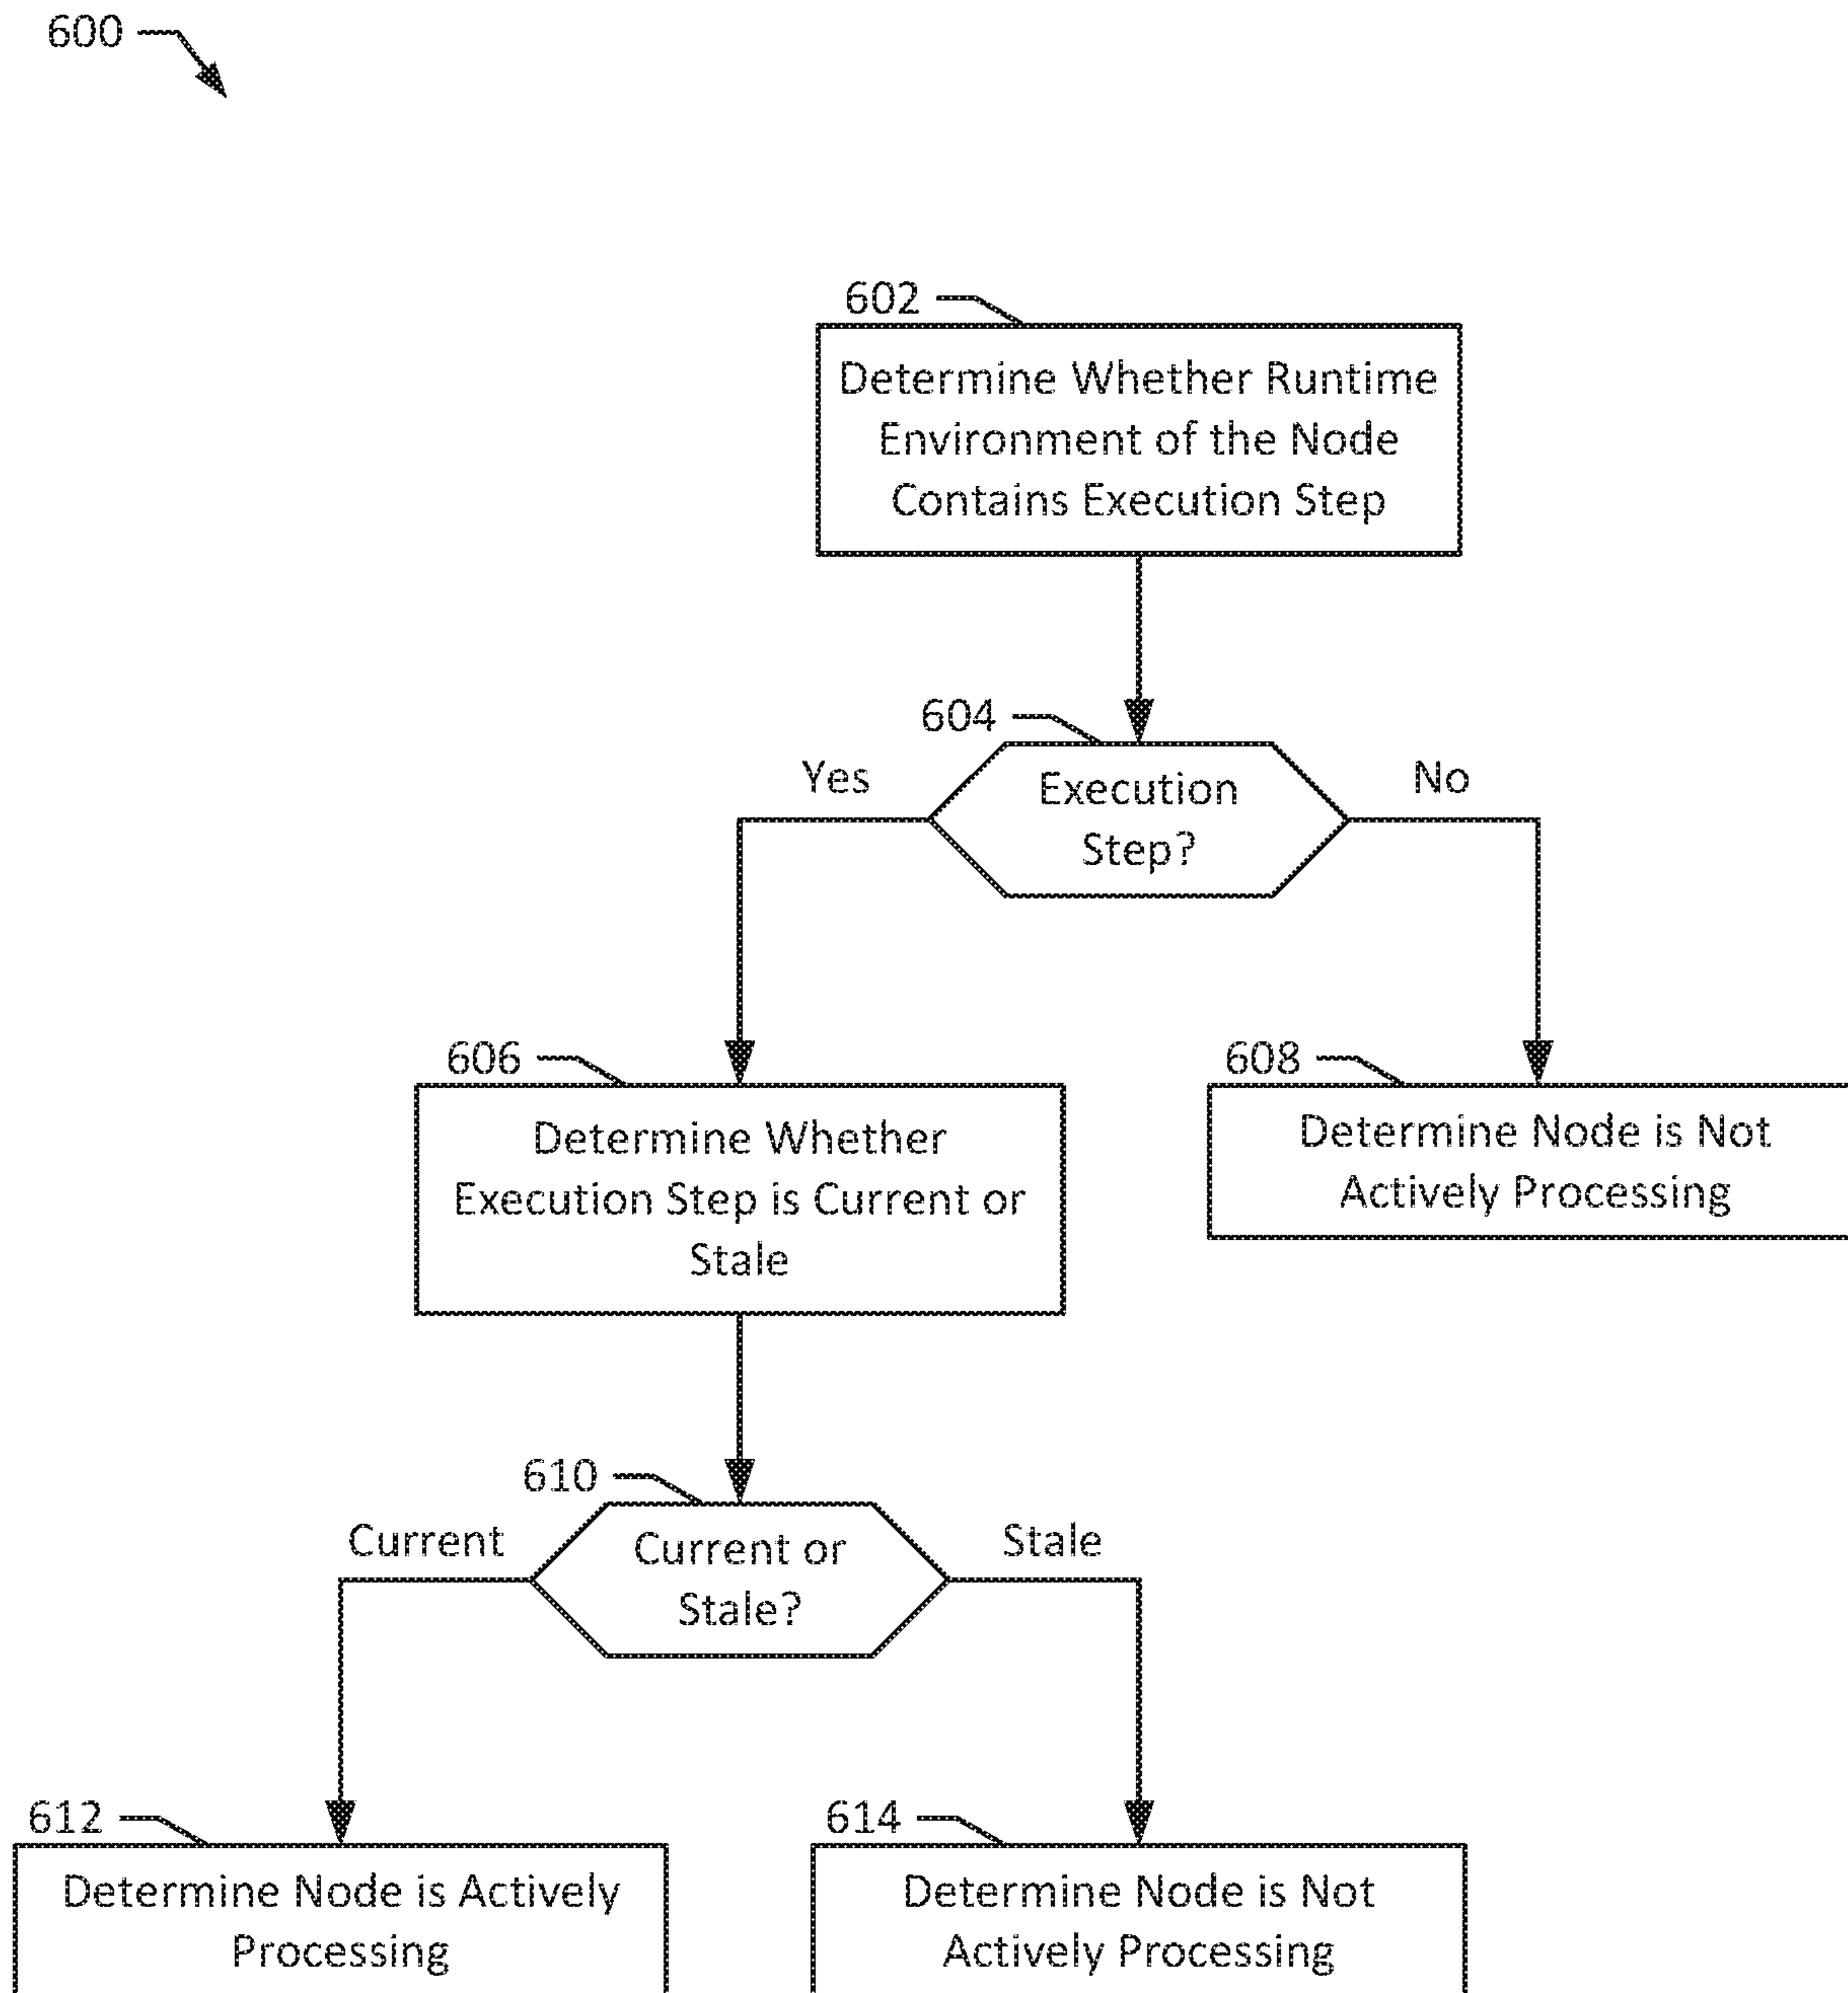 600
602
Determine Whether Runtime
Environment of the Node
Contains Execution Step
604
Yes
Execution
Step?
No
606
Determine Whether
Execution Step is Current or
Stale
608
Determine Node is Not
Actively Processing
610
Current
Current or
Stale?
Stale
612
Determine Node is Actively
Processing
614
Determine Node is Not
Actively Processing